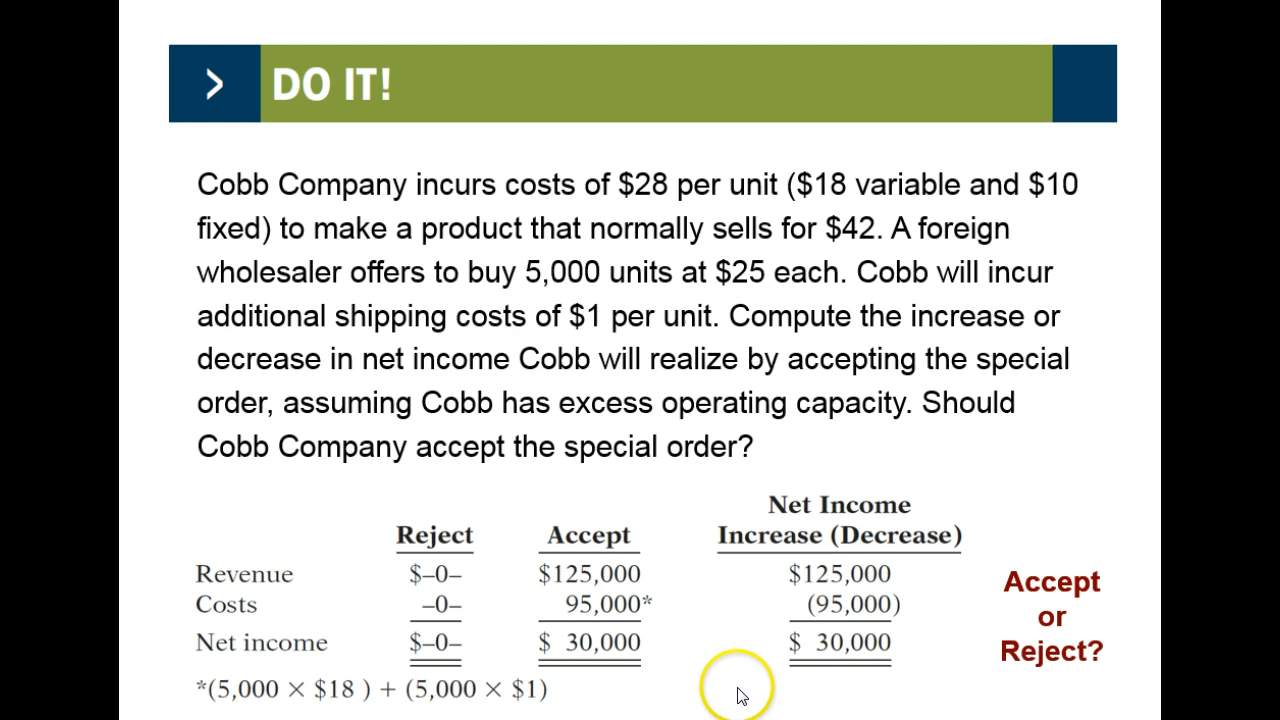 > DO IT!
Cobb Company incurs costs of $28 per unit ($18 variable and $10
fixed) to make a product that normally sells for $42. A foreign
wholesaler offers to buy 5,000 units at $25 each. Cobb will incur
additional shipping costs of $1 per unit. Compute the increase or
decrease in net income Cobb will realize by accepting the special
order, assuming Cobb has excess operating capacity. Should
Cobb Company accept the special order?
Net Income
Reject Accept Increase (Decrease)
Revenue $–0– $125,000 $125,000
Costs –0– 95,000* (95,000)
Net income $–0– $ 30,000 $ 30,000
*(5,000 × $18 ) + (5,000 × $1)
Accept
or
Reject?